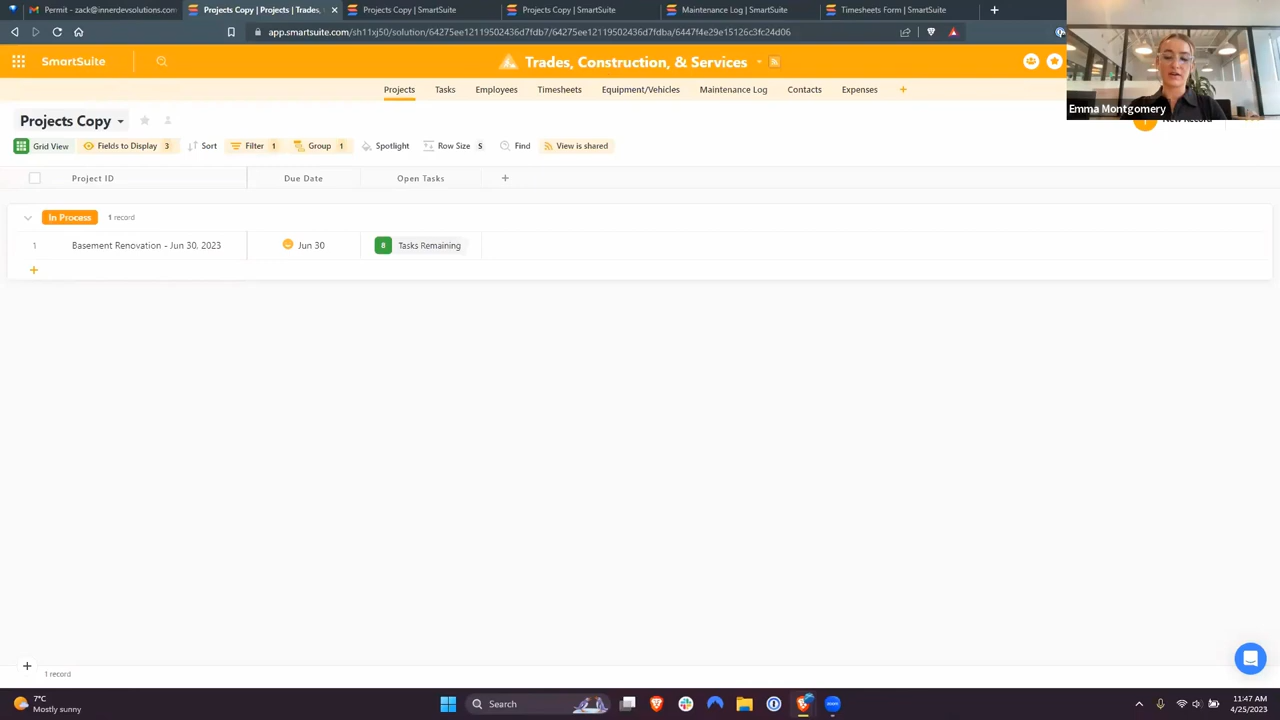 Permit - zack@innerdevsolutions.com
Projects Copy | Projects | Trades,
Projects Copy | SmartSuite
Projects Copy | SmartSuite
Maintenance Log | SmartSuite
Timesheets Form | SmartSuite
app.smartsuite.com/sh11xj50/solution/64275ee12119502436d7fdb7/64275ee12119502436d7fdba/6447f4e29e15126c3fc24d06
SmartSuite
Trades, Construction, & Services
Projects
Tasks
Employees
Timesheets
Equipment/Vehicles
Maintenance Log
Contacts
Expenses
Emma Montgomery
Projects Copy
New Record
Grid View
Fields to Display 3
Sort
Filter 1
Group 1
Spotlight
Row Size S
Find
View is shared
Project ID
Due Date
Open Tasks
In Process
1 record
1
Basement Renovation - Jun 30, 2023
Jun 30
8
Tasks Remaining
1 record
7°C
Mostly sunny
Search
zoom
11:47 AM
4/25/2023